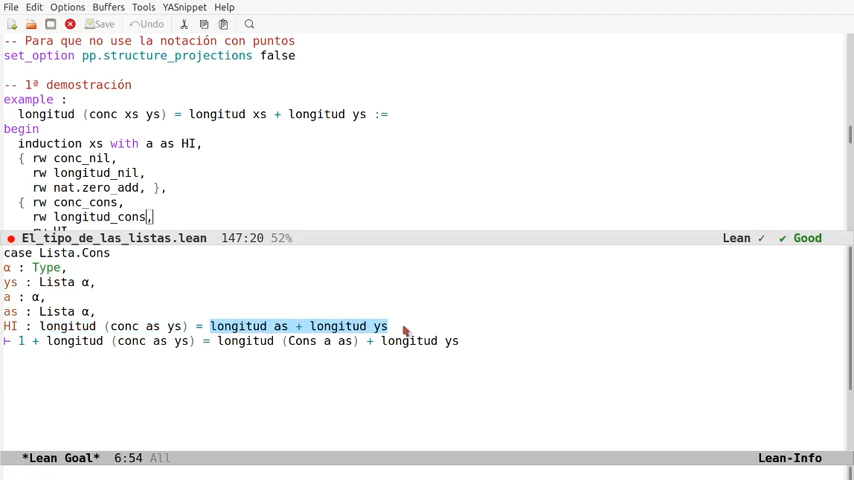 File Edit Options Buffers Tools YASnippet Help
Save Undo
-- Para que no use la notación con puntos
set_option pp.structure_projections false
-- 1ª demostración
example :
longitud (conc xs ys) = longitud xs + longitud ys :=
begin
induction xs with a as HI,
{ rw conc_nil,
rw longitud_nil,
rw nat.zero_add, },
{ rw conc_cons,
rw longitud_cons,
rw HI
El_tipo_de_las_listas.lean 147:20 52% Lean ✓ ✔ Good
case Lista.Cons
α : Type,
ys : Lista α,
a : α,
as : Lista α,
HI : longitud (conc as ys) = longitud as + longitud ys
⊢ 1 + longitud (conc as ys) = longitud (Cons a as) + longitud ys
*Lean Goal* 6:54 All Lean-Info